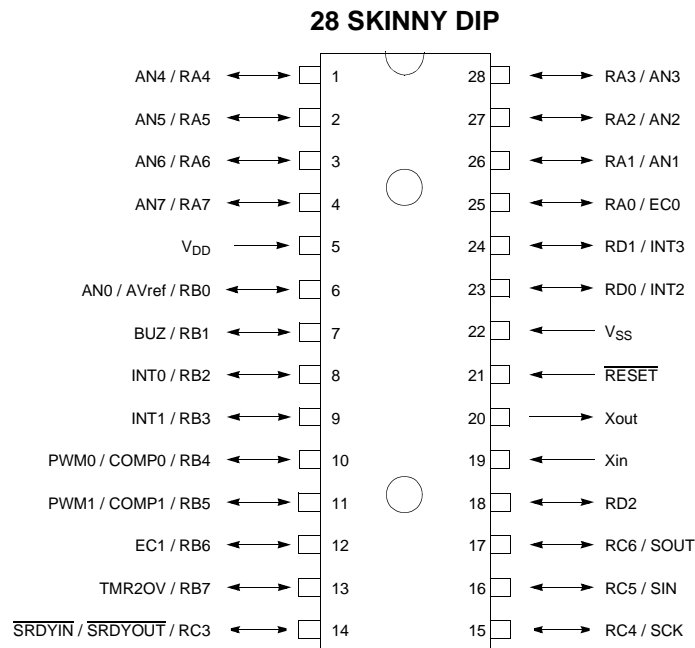 28 SKINNY DIP
AN4 / RA4 1 28 RA3 / AN3
AN5 / RA5 2 27 RA2 / AN2
AN6 / RA6 3 26 RA1 / AN1
AN7 / RA7 4 25 RA0 / EC0
VDD 5 24 RD1 / INT3
AN0 / AVref / RB0 6 23 RD0 / INT2
BUZ / RB1 7 22 VSS
INT0 / RB2 8 21 RESET
INT1 / RB3 9 20 Xout
PWM0 / COMP0 / RB4 10 19 Xin
PWM1 / COMP1 / RB5 11 18 RD2
EC1 / RB6 12 17 RC6 / SOUT
TMR2OV / RB7 13 16 RC5 / SIN
SRDYIN / SRDYOUT / RC3 14 15 RC4 / SCK